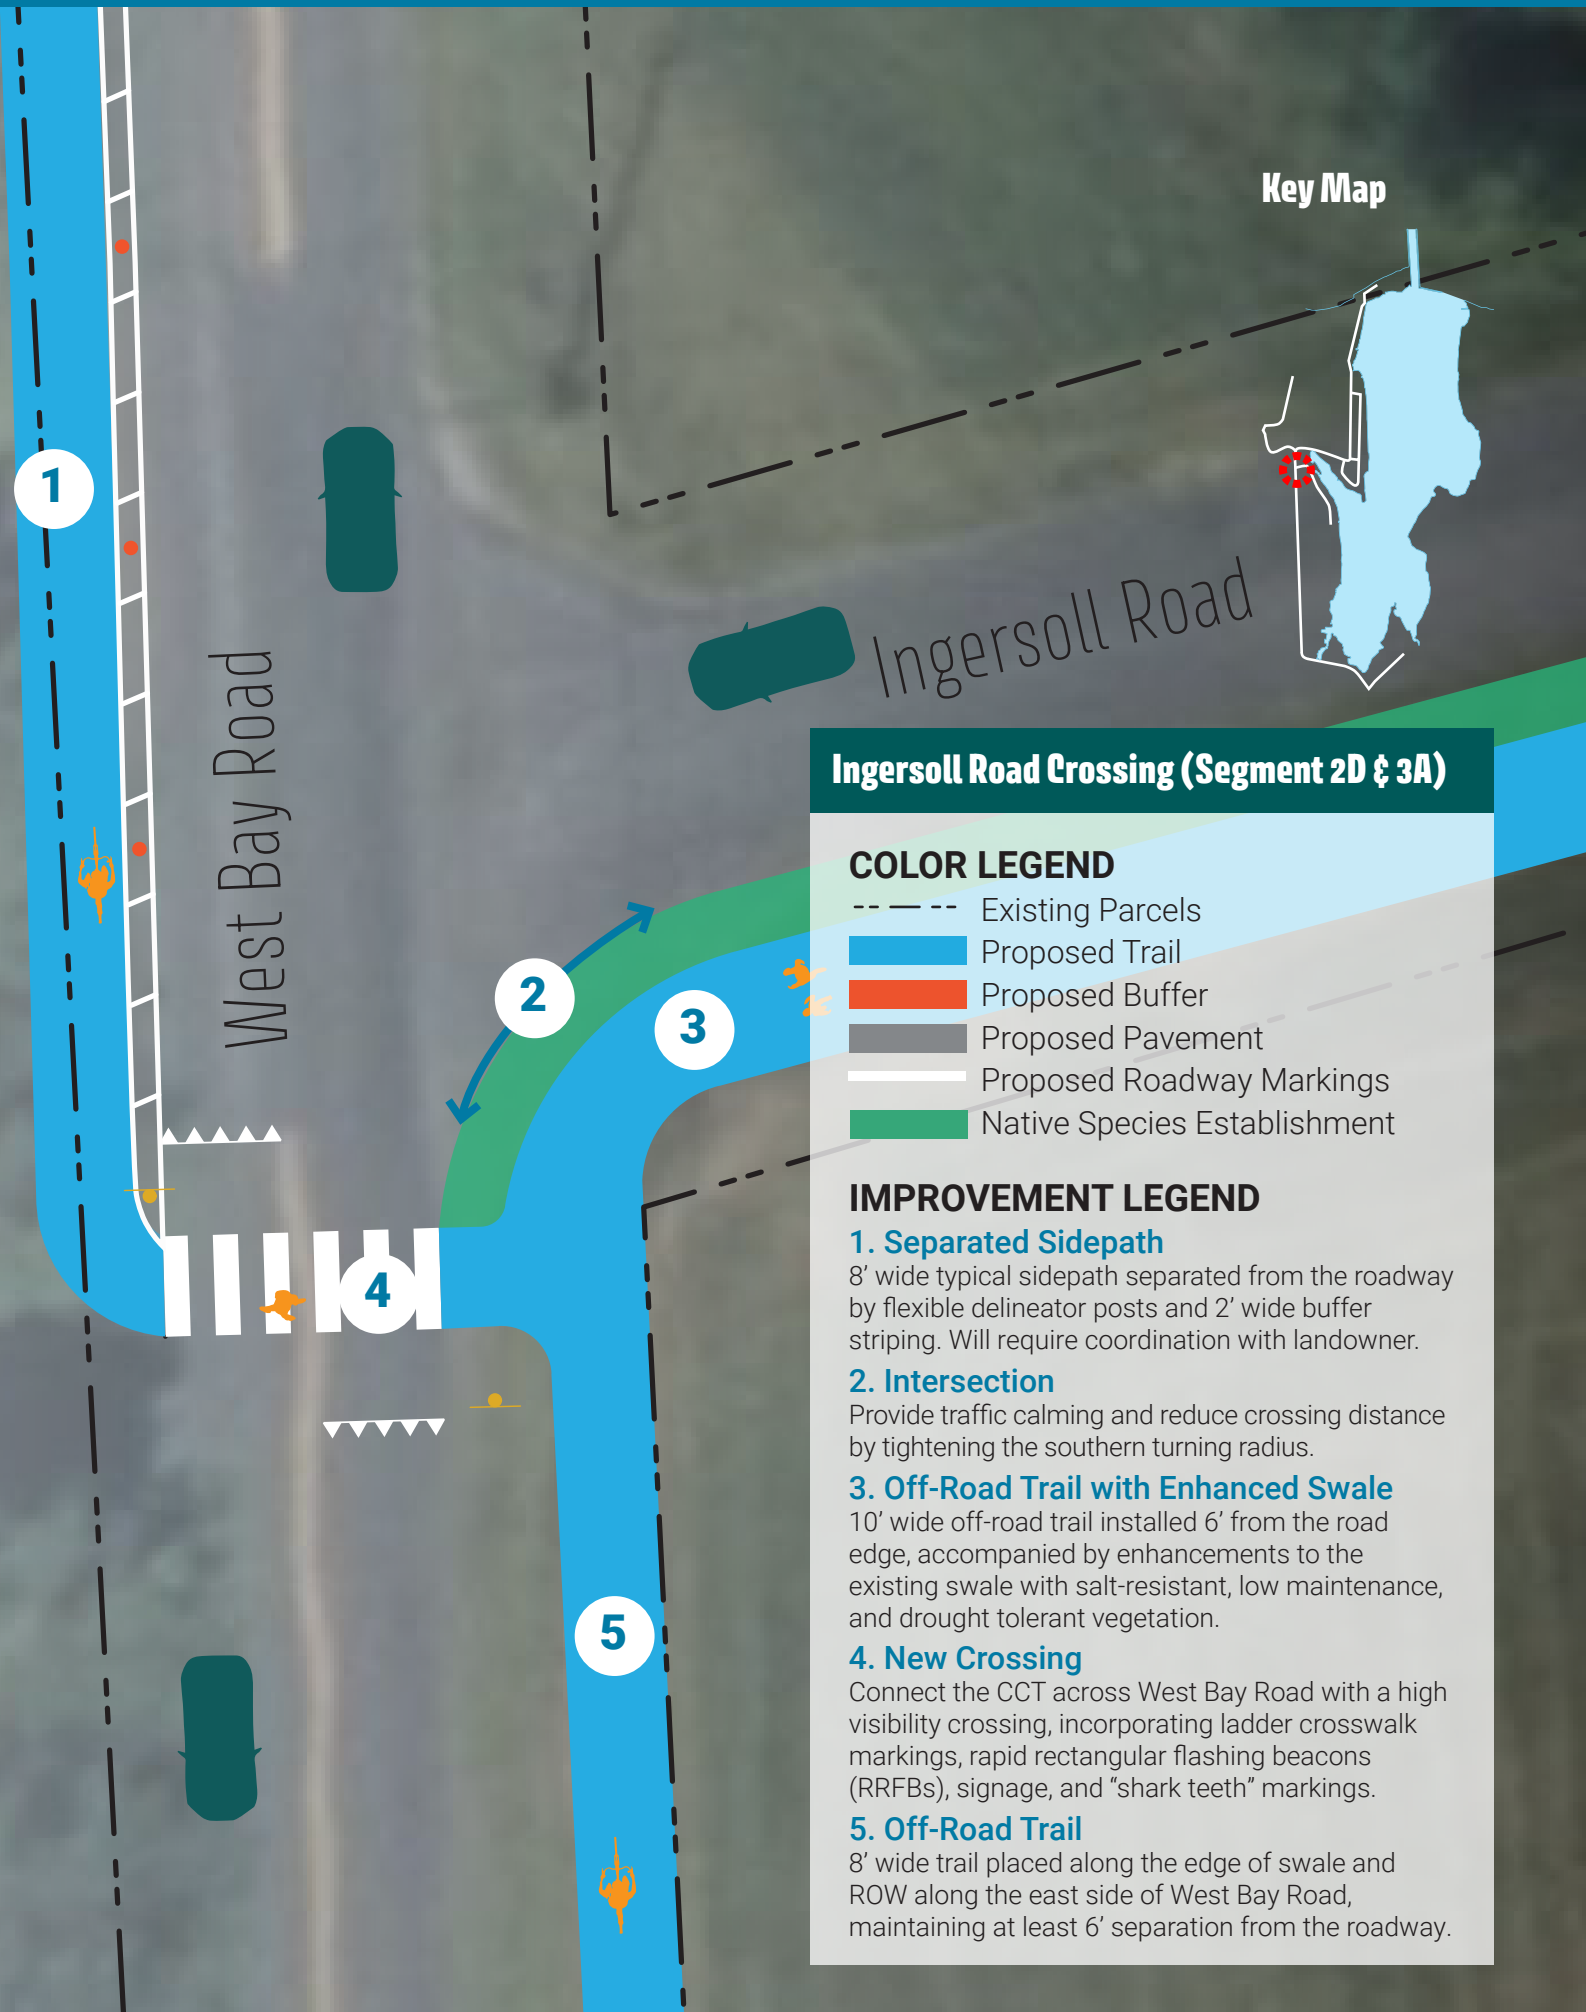 Key Map
1
Ingersoll Road
West Bay Road
Ingersoll Road Crossing (Segment 2D & 3A)
COLOR LEGEND
Existing Parcels
Proposed Trail
Proposed Buffer
Proposed Pavement
Proposed Roadway Markings
Native Species Establishment
2
3
4
5
IMPROVEMENT LEGEND
1. Separated Sidepath
8’ wide typical sidepath separated from the roadway
by flexible delineator posts and 2’ wide buffer
striping. Will require coordination with landowner.
2. Intersection
Provide traffic calming and reduce crossing distance
by tightening the southern turning radius.
3. Off-Road Trail with Enhanced Swale
10’ wide off-road trail installed 6’ from the road
edge, accompanied by enhancements to the
existing swale with salt-resistant, low maintenance,
and drought tolerant vegetation.
4. New Crossing
Connect the CCT across West Bay Road with a high
visibility crossing, incorporating ladder crosswalk
markings, rapid rectangular flashing beacons
(RRFBs), signage, and “shark teeth” markings.
5. Off-Road Trail
8’ wide trail placed along the edge of swale and
ROW along the east side of West Bay Road,
maintaining at least 6’ separation from the roadway.